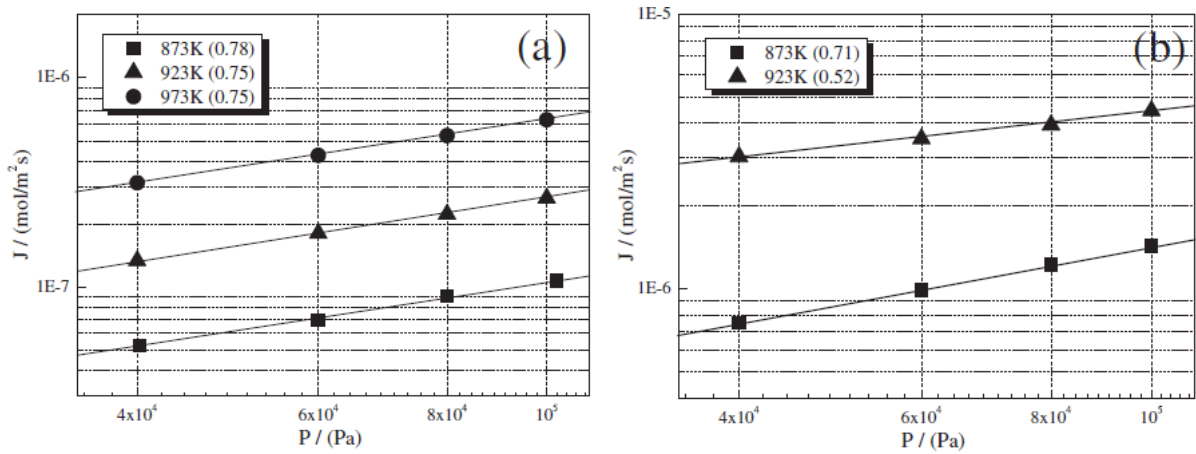 (a)
873K (0.78)
923K (0.75)
973K (0.75)
1E-6
1E-7
J / (mol/m²s)
4x10⁴
6x10⁴
8x10⁴
10⁵
P / (Pa)
(b)
873K (0.71)
923K (0.52)
1E-5
1E-6
J / (mol/m²s)
4x10⁴
6x10⁴
8x10⁴
10⁵
P / (Pa)